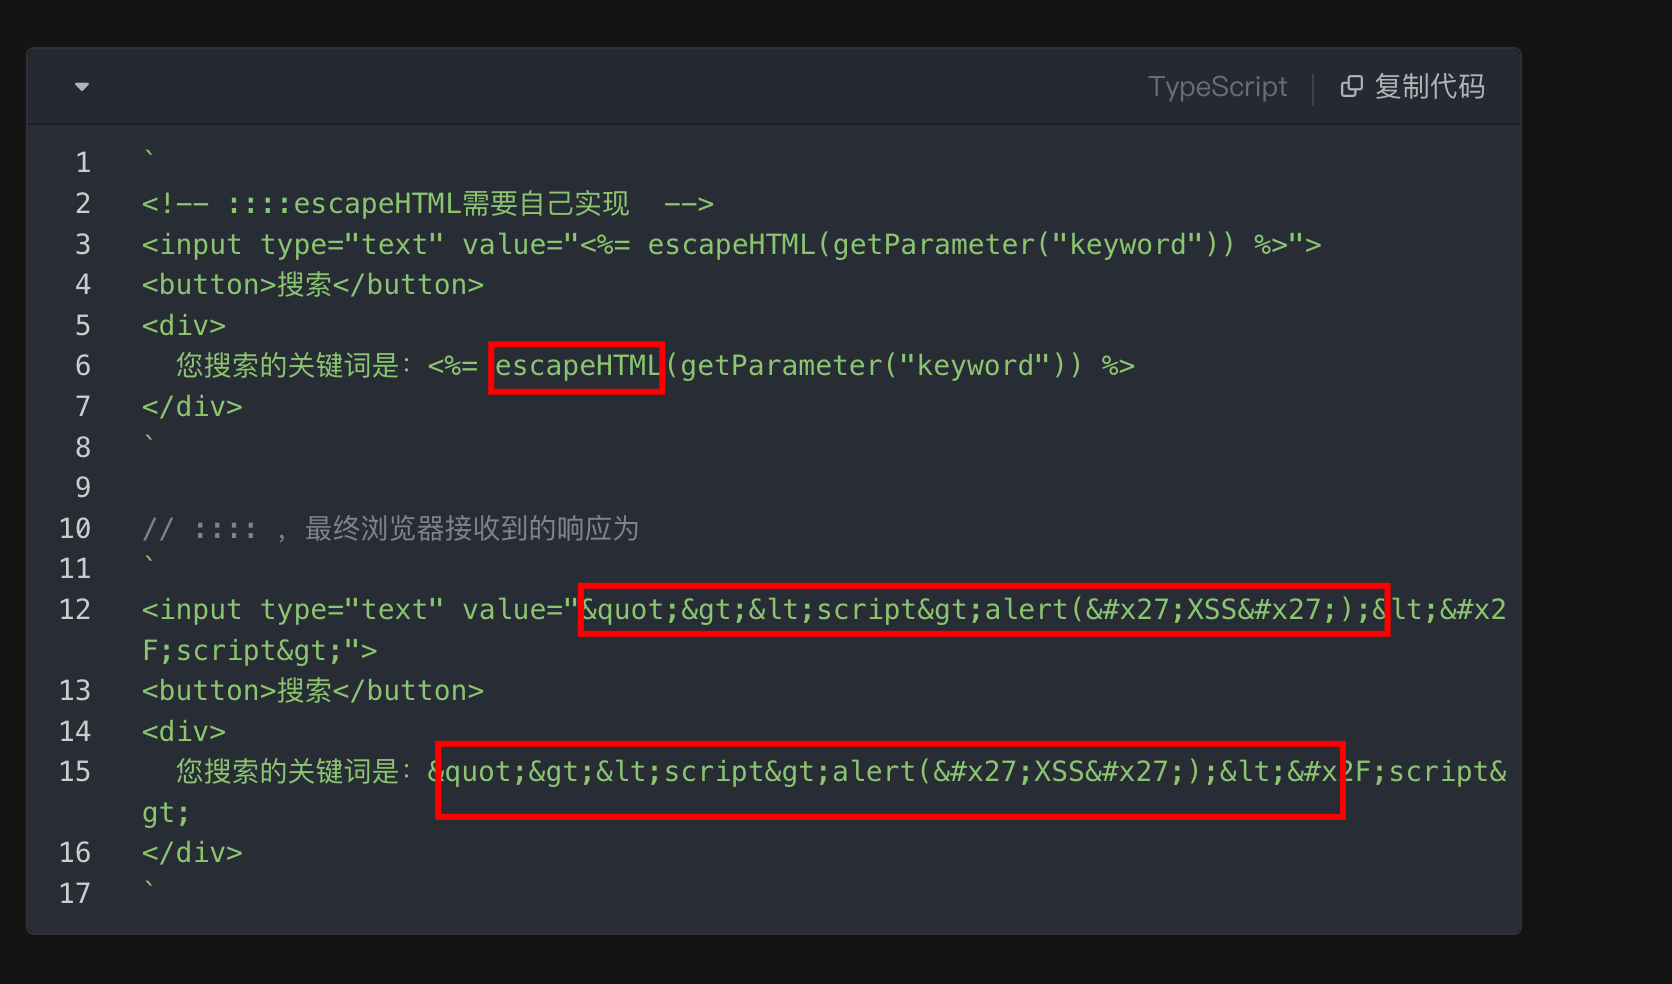 TypeScript | 复制代码
1 `
2 <!-- ::::escapeHTML需要自己实现  -->
3 <input type="text" value="<%= escapeHTML(getParameter("keyword")) %>">
4 <button>搜索</button>
5 <div>
6   您搜索的关键词是：<%= escapeHTML(getParameter("keyword")) %>
7 </div>
8 `
9
10 // :::: ，最终浏览器接收到的响应为
11 `
12 <input type="text" value="&quot;&gt;&lt;script&gt;alert(&#x27;XSS&#x27;);&lt;&#x2
F;script&gt;">
13 <button>搜索</button>
14 <div>
15   您搜索的关键词是：&quot;&gt;&lt;script&gt;alert(&#x27;XSS&#x27;);&lt;&#x2F;script&
gt;
16 </div>
17 `